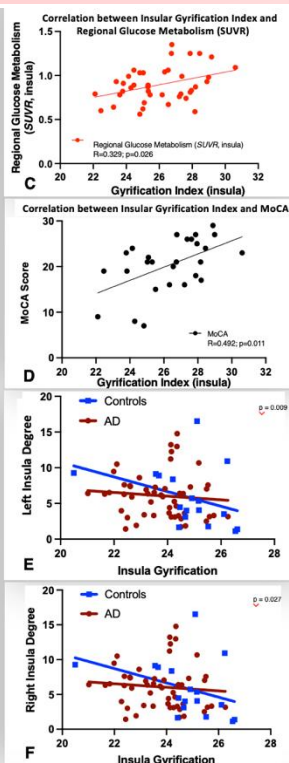 Correlation between Insular Gyrification Index and
Regional Glucose Metabolism (SUVR)
Regional Glucose Metabolism
(SUVR, insula)
1.5
1.0
0.5
0.0
Regional Glucose Metabolism (SUVR, insula)
R=0.329; p=0.026
20 22 24 26 28 30 32
C
Gyrification Index (insula)
Correlation between Insular Gyrification Index and MoCA
MoCA Score
30
20
10
0
MoCA
R=0.492; p=0.011
20 22 24 26 28 30 32
D
Gyrification Index (insula)
Controls
AD
p = 0.009
Left Insula Degree
20
15
10
5
0
20 22 24 26 28
E
Insula Gyrification
Controls
AD
p = 0.027
Right Insula Degree
20
15
10
5
0
20 22 24 26 28
F
Insula Gyrification